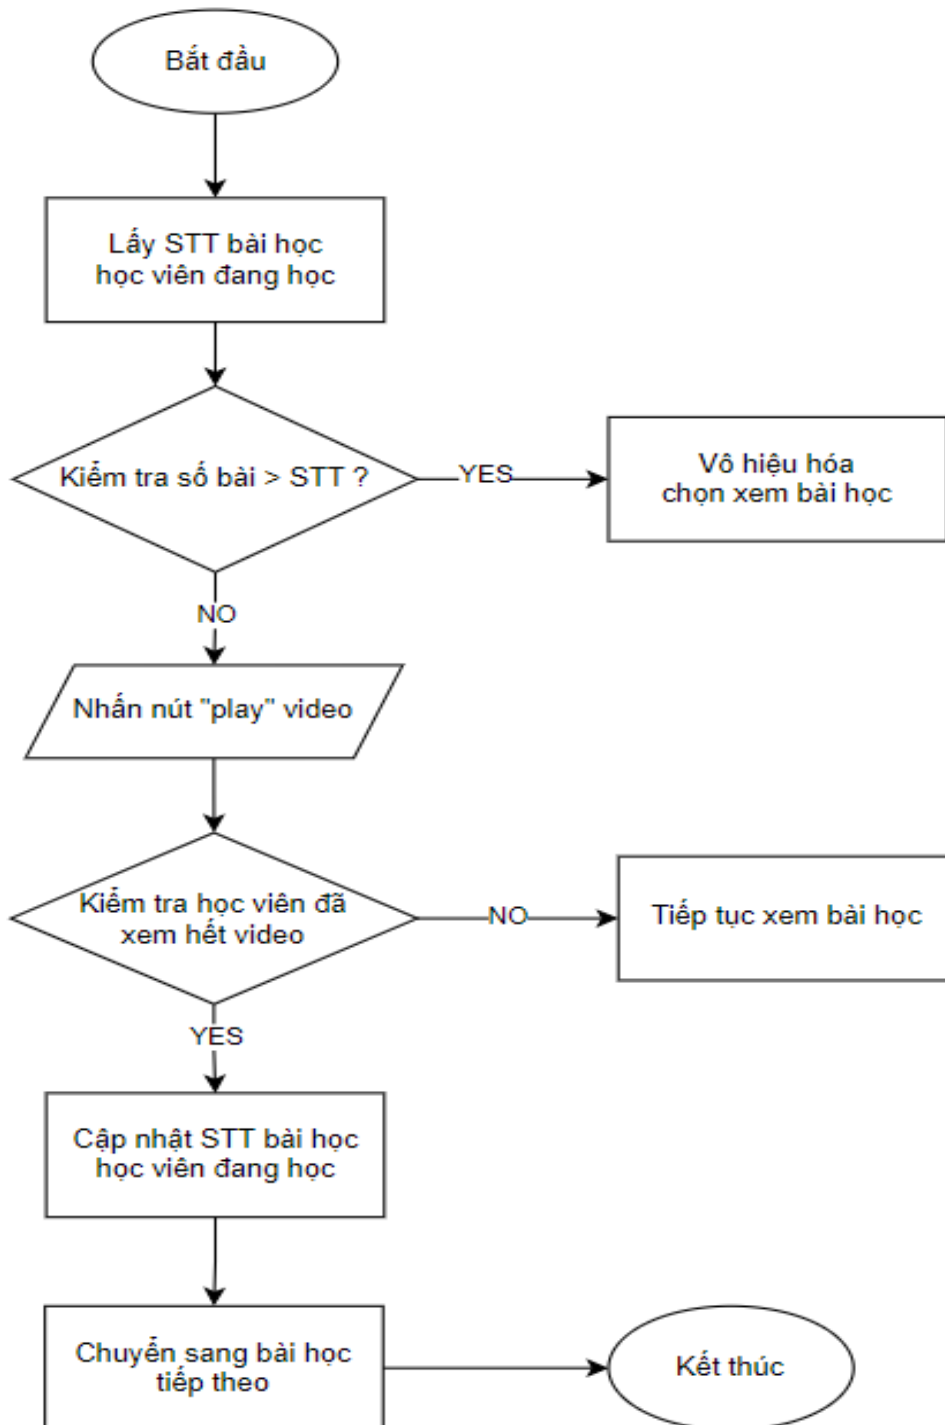 Bắt đầu
Lấy STT bài học
học viên đang học
Kiểm tra số bài > STT ?
YES
Vô hiệu hóa
chọn xem bài học
NO
Nhấn nút "play" video
Kiểm tra học viên đã
xem hết video
NO
Tiếp tục xem bài học
YES
Cập nhật STT bài học
học viên đang học
Chuyển sang bài học
tiếp theo
Kết thúc